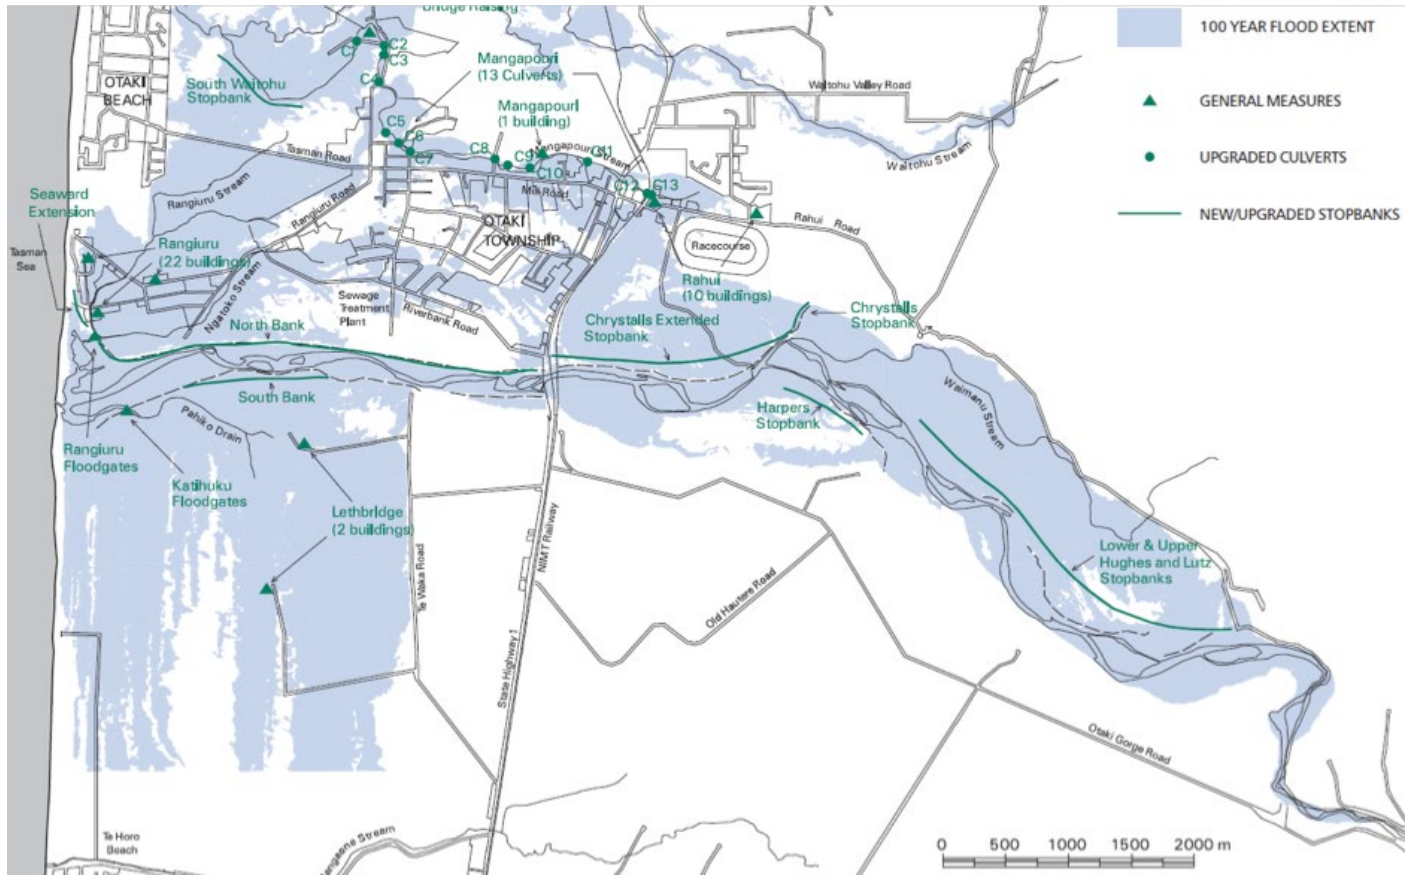 Bridge Raising
100 YEAR FLOOD EXTENT
GENERAL MEASURES
UPGRADED CULVERTS
NEW/UPGRADED STOPBANKS
C2
C3
C4
C5
C6
C7
C8
C9
C10
C11
C12
C13
OTAKI
BEACH
South Waitohu
Stopbank
Mangapouri
(13 Culverts)
Mangapouri
(1 building)
Mangapouri Stream
Waitohu Valley Road
Waitohu Stream
Tasman Road
Mill Road
Rangiuru Stream
Rangiuru Road
Seaward
Extension
Tasman
Sea
OTAKI
TOWNSHIP
Racecourse
Rahui
Road
Rangiuru
(22 buildings)
Ngatoko Stream
Sewage
Treatment
Plant
Riverbank Road
Rahui
(10 buildings)
North Bank
Chrystalls Extended
Stopbank
Chrystalls
Stopbank
South Bank
Pahiko Drain
Harpers
Stopbank
Waimanu Stream
Rangiuru
Floodgates
Katihuku
Floodgates
Lethbridge
(2 buildings)
Te Waka Road
NIMT Railway
State Highway 1
Old Hautere Road
Lower & Upper
Hughes and Lutz
Stopbanks
Otaki Gorge Road
Te Horo
Beach
Stream
0 500 1000 1500 2000 m